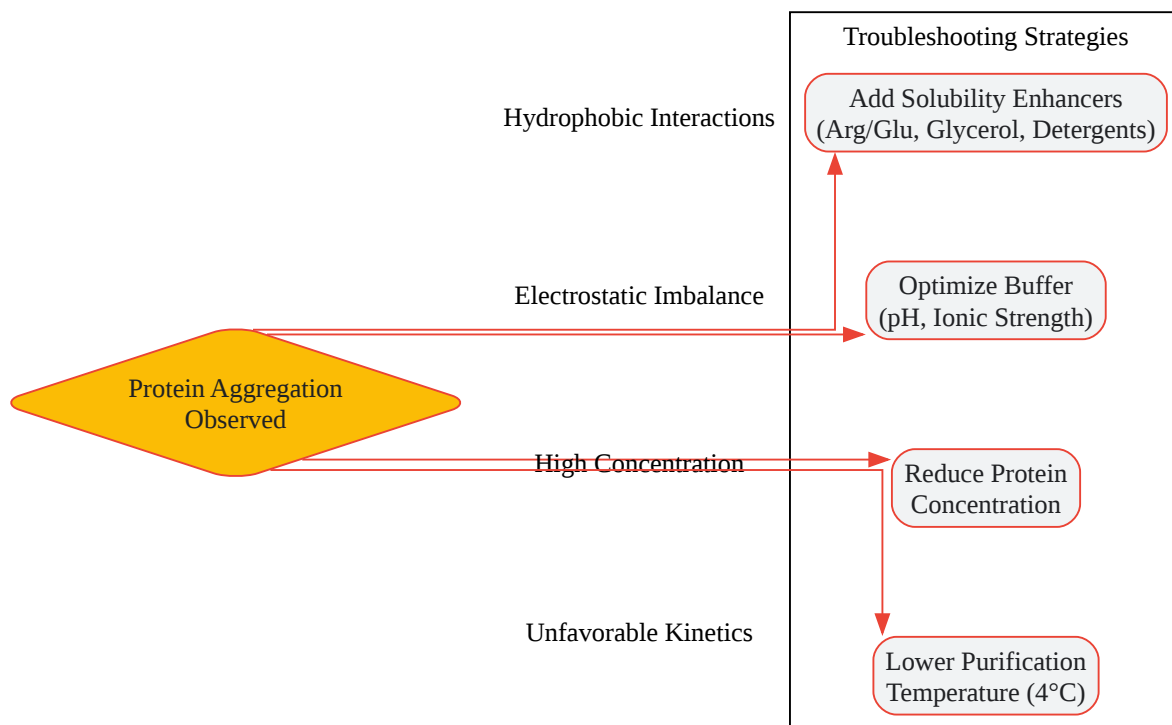 Troubleshooting Strategies
Hydrophobic Interactions
Add Solubility Enhancers
(Arg/Glu, Glycerol, Detergents)
Electrostatic Imbalance
Optimize Buffer
(pH, Ionic Strength)
Protein Aggregation
Observed
High Concentration
Reduce Protein
Concentration
Unfavorable Kinetics
Lower Purification
Temperature (4°C)